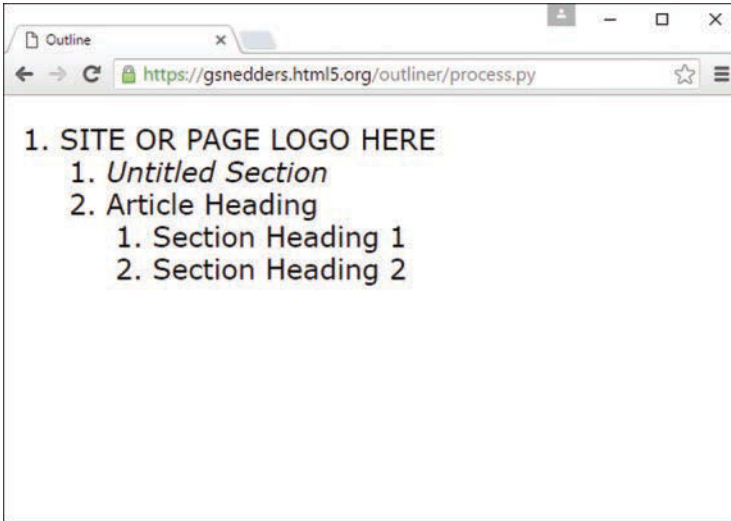 Outline
https://gsnedders.html5.org/outliner/process.py
1. SITE OR PAGE LOGO HERE
1. Untitled Section
2. Article Heading
1. Section Heading 1
2. Section Heading 2